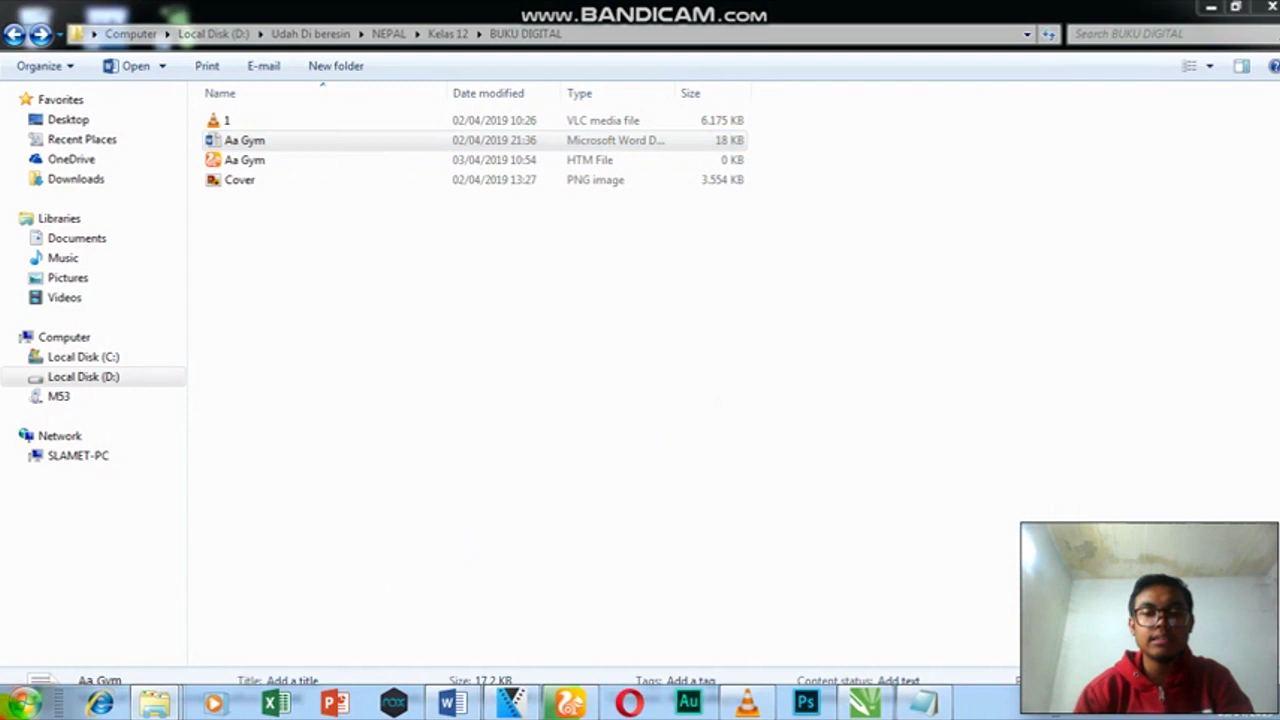 www.BANDICAM.com
Computer Local Disk (D:) Udah Di beresin NEPAL Kelas 12 BUKU DIGITAL Search BUKU DIGITAL
Organize Open Print E-mail New folder
Name Date modified Type Size
Favorites
Desktop
Recent Places
OneDrive
Downloads
Libraries
Documents
Music
Pictures
Videos
Computer
Local Disk (C:)
Local Disk (D:)
M53
Network
SLAMET-PC
1 02/04/2019 10:26 VLC media file 6.175 KB
Aa Gym 02/04/2019 21:36 Microsoft Word D... 18 KB
Aa Gym 03/04/2019 10:54 HTM File 0 KB
Cover 02/04/2019 13:27 PNG image 3.554 KB
Aa Gym Title: Add a title Size: 17,2 KB Tags: Add a tag Content status: Add text
nox Au Ps